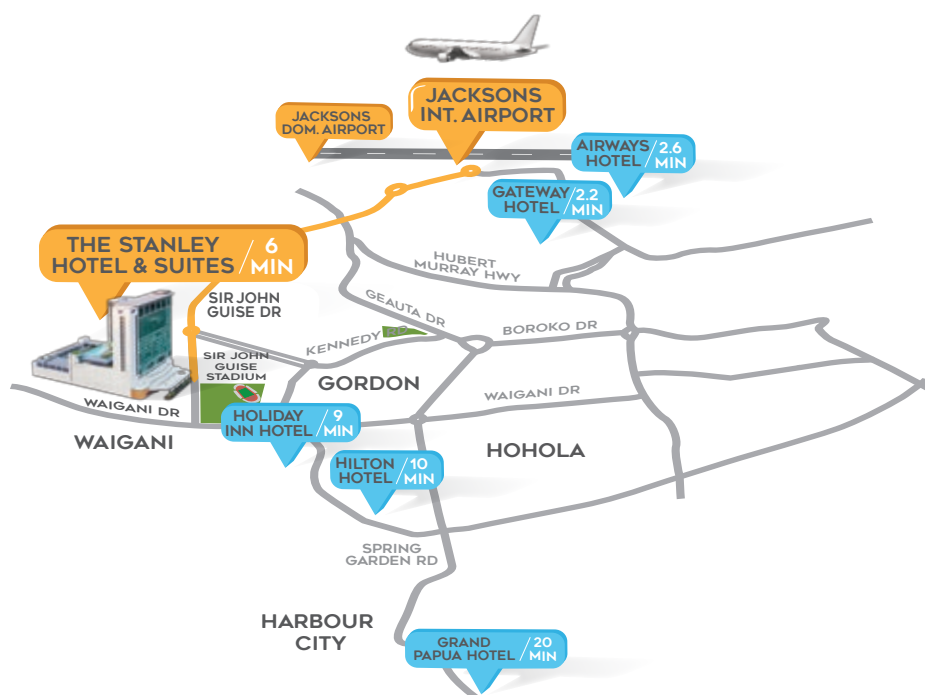 JACKSONS
INT. AIRPORT
JACKSONS
DOM. AIRPORT
AIRWAYS
HOTEL / 2.6
MIN
GATEWAY
HOTEL / 2.2
MIN
THE STANLEY
HOTEL & SUITES / 6
MIN
HUBERT
MURRAY HWY
SIR JOHN
GUISE DR
GEAUTA DR
KENNEDY RD
BOROKO DR
SIR JOHN
GUISE
STADIUM
GORDON
WAIGANI DR
WAIGANI DR
WAIGANI
HOLIDAY
INN HOTEL / 9
MIN
HOHOLA
HILTON
HOTEL / 10
MIN
SPRING
GARDEN RD
HARBOUR
CITY
GRAND
PAPUA HOTEL / 20
MIN